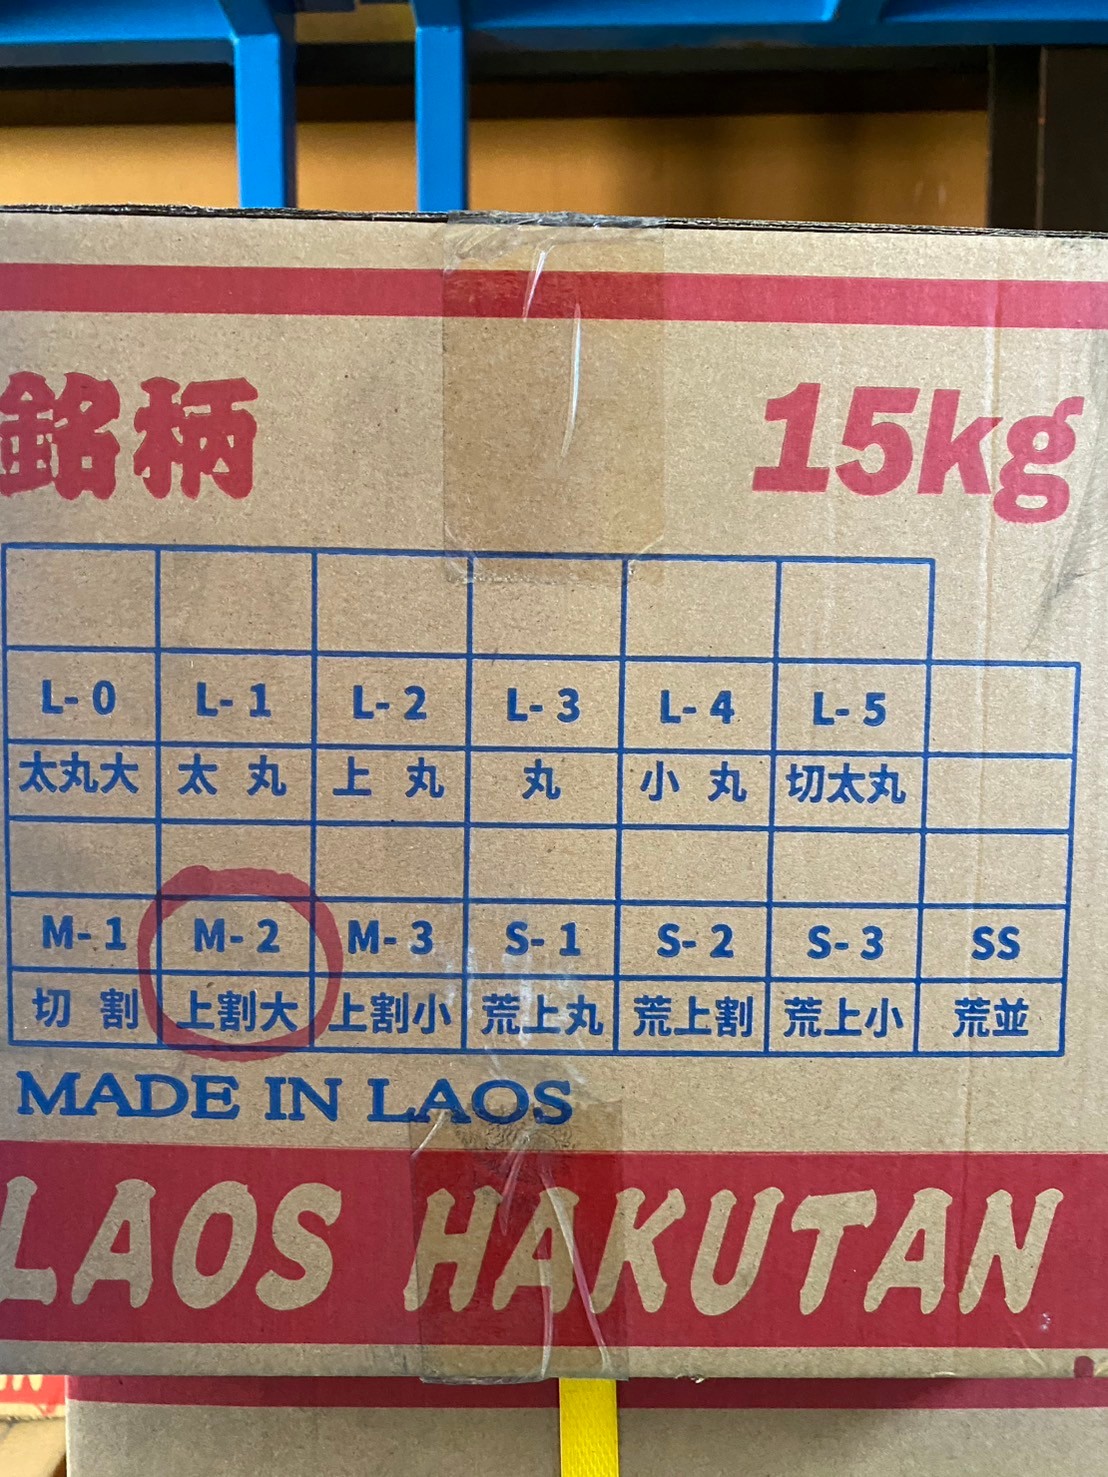 銘柄 15kg
L-0 L-1 L-2 L-3 L-4 L-5
太丸大 太丸 上丸 丸 小丸 切太丸
M-1 M-2 M-3 S-1 S-2 S-3 SS
切割 上割大 上割小 荒上丸 荒上割 荒上小 荒並
MADE IN LAOS
LAOS HAKUTAN